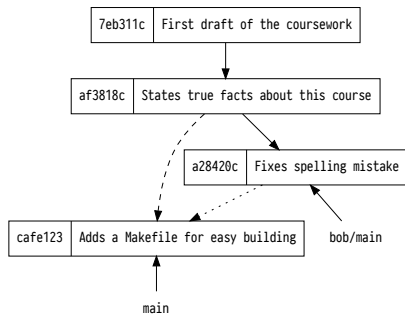 7eb311c First draft of the coursework
af3818c States true facts about this course
a28420c Fixes spelling mistake
cafe123 Adds a Makefile for easy building
bob/main
main